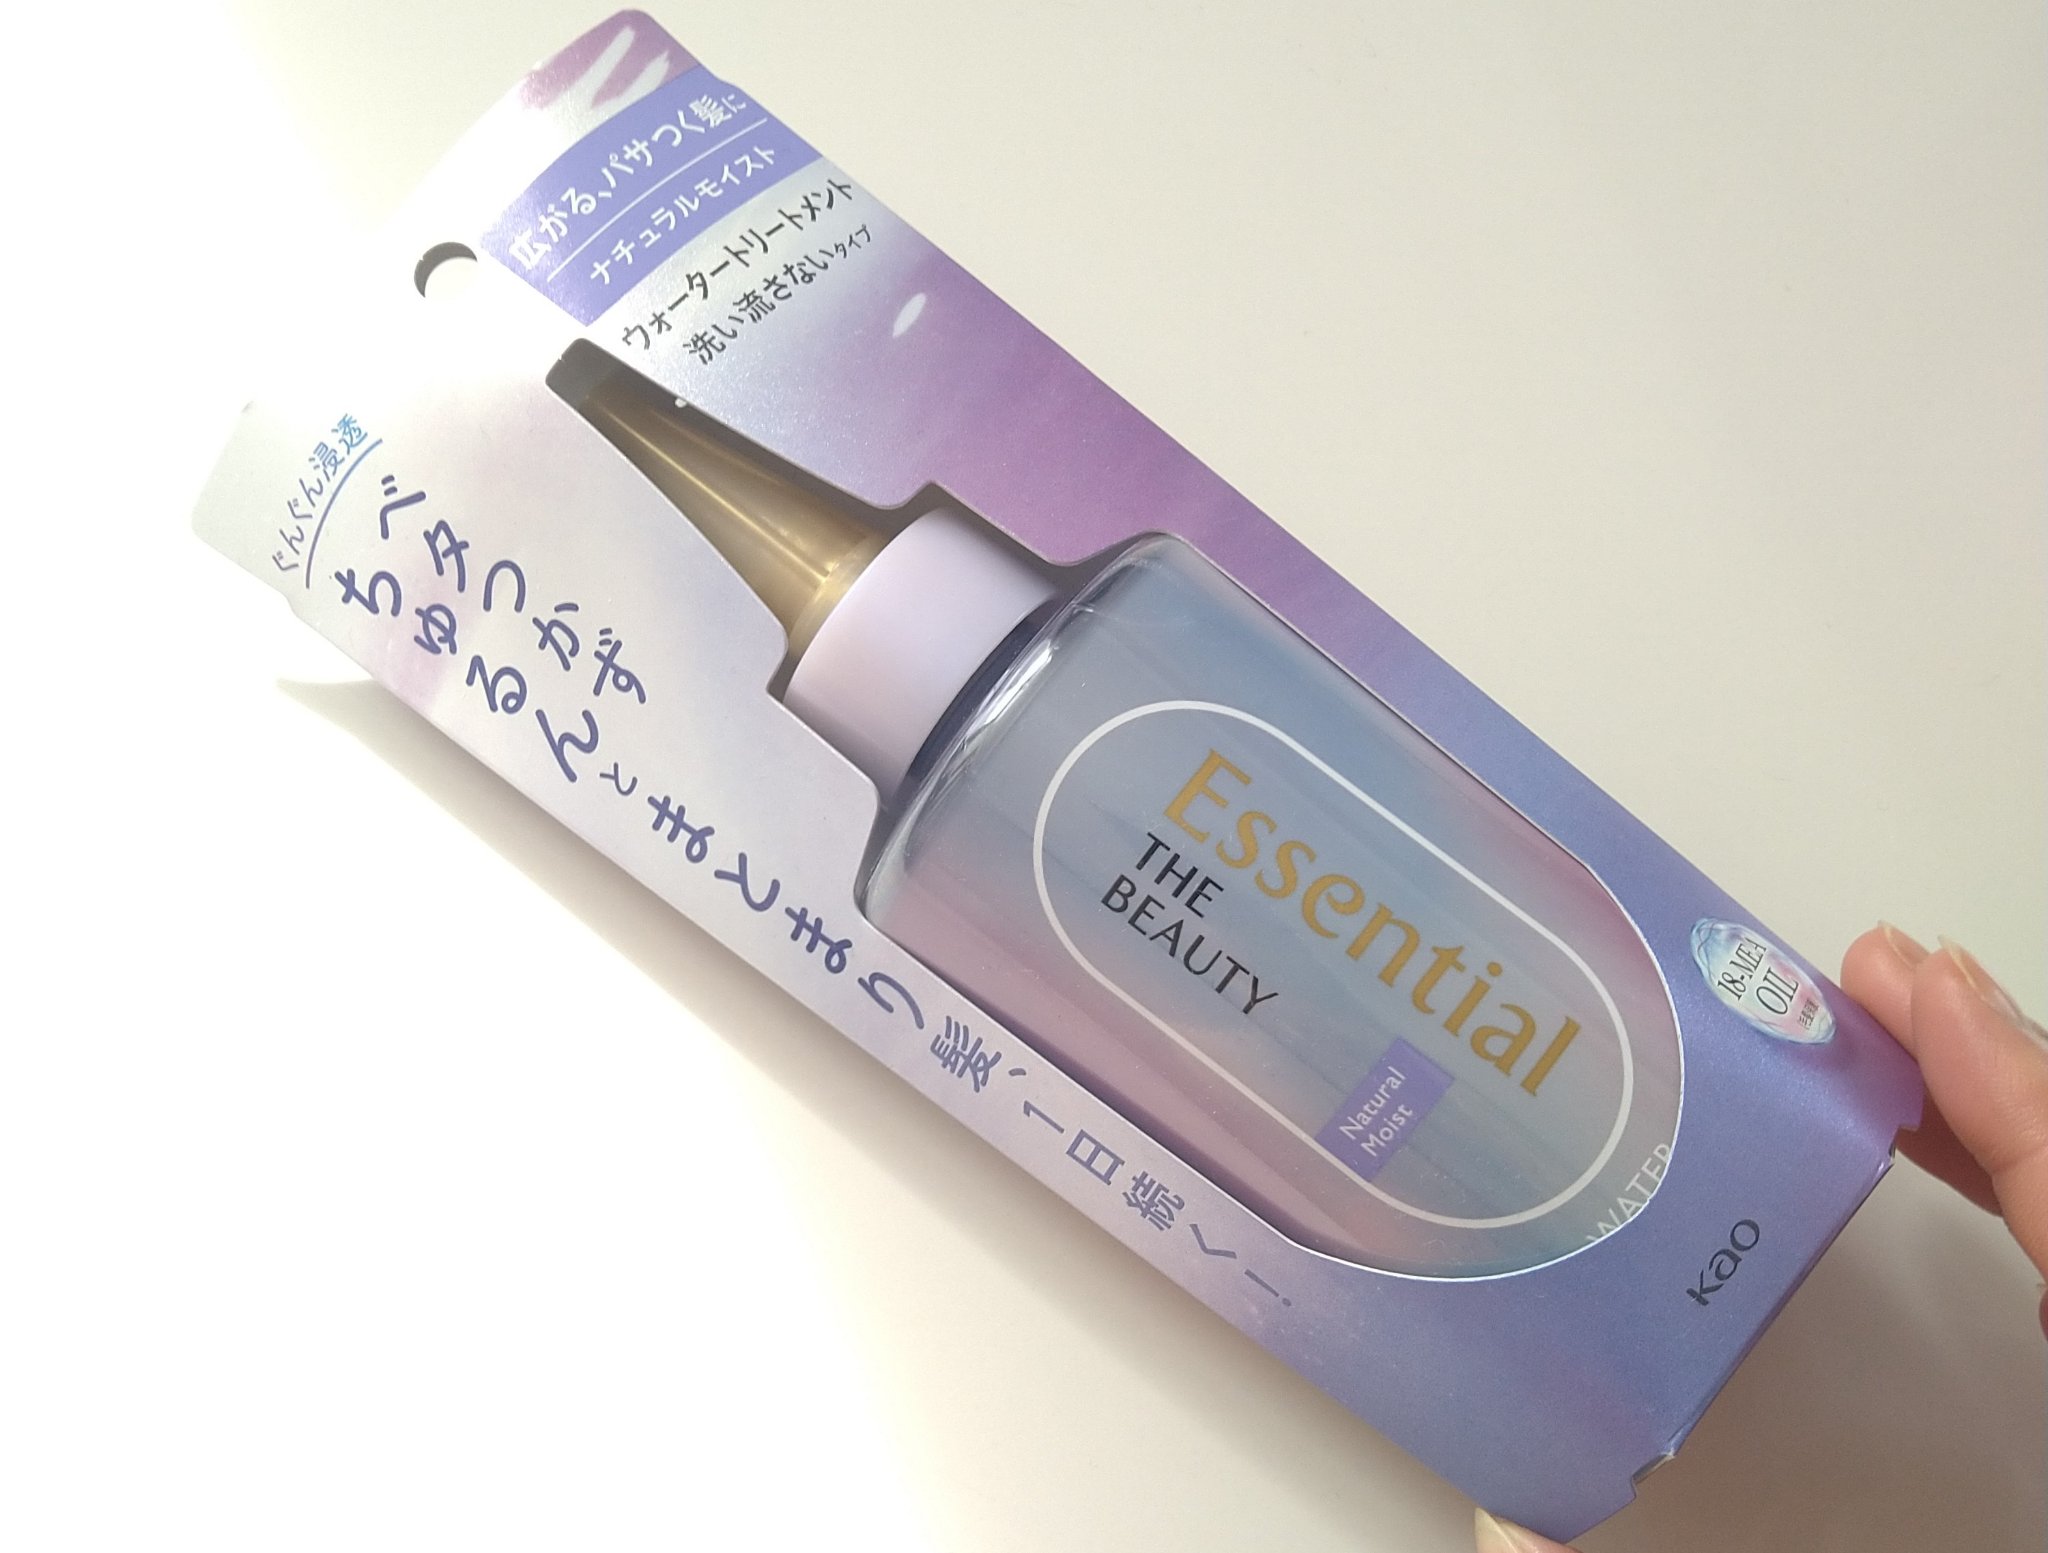 広がる、パサつく髪に
ナチュラルモイスト
ウォータートリートメント
洗い流さないタイプ
ぐんぐん浸透
ベタつかず
ちゅるんとまとまり髪、1日続く!
Essential
THE
BEAUTY
Natural
Moist
WATER
18-MEA
OIL
kao